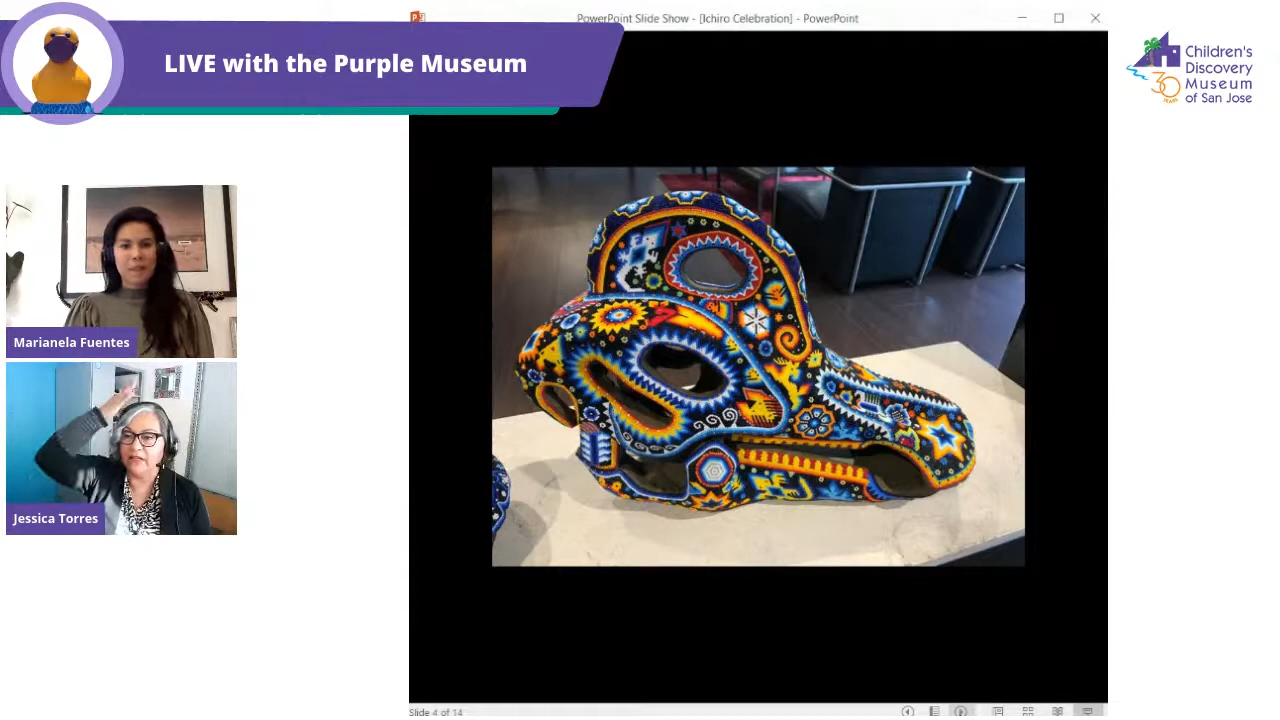 PowerPoint Slide Show - [Ichiro Celebration] - PowerPoint
LIVE with the Purple Museum
Children's
Discovery
Museum
of San Jose
30
YEARS
Marianela Fuentes
Jessica Torres
Slide 4 of 14